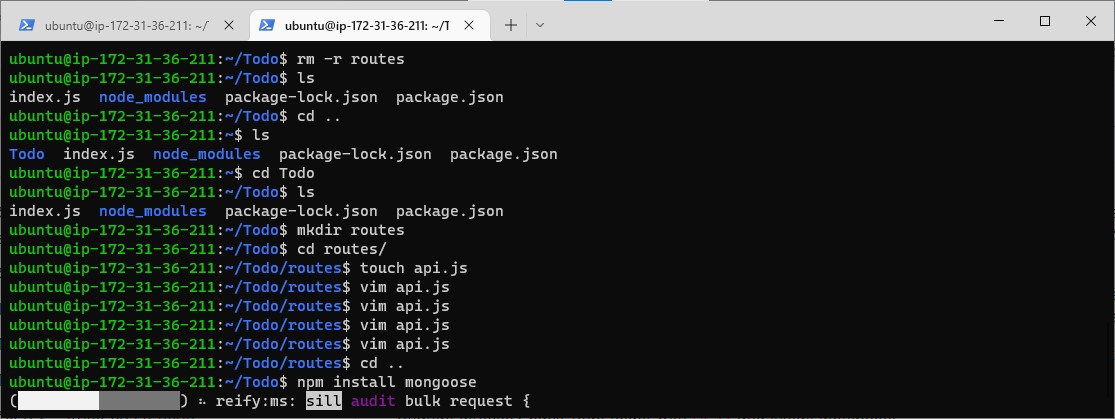 ubuntu@ip-172-31-36-211: ~/T
ubuntu@ip-172-31-36-211: ~/T
ubuntu@ip-172-31-36-211:~/Todo$ rm -r routes
ubuntu@ip-172-31-36-211:~/Todo$ ls
index.js  node_modules  package-lock.json  package.json
ubuntu@ip-172-31-36-211:~/Todo$ cd ..
ubuntu@ip-172-31-36-211:~$ ls
Todo  index.js  node_modules  package-lock.json  package.json
ubuntu@ip-172-31-36-211:~$ cd Todo
ubuntu@ip-172-31-36-211:~/Todo$ ls
index.js  node_modules  package-lock.json  package.json
ubuntu@ip-172-31-36-211:~/Todo$ mkdir routes
ubuntu@ip-172-31-36-211:~/Todo$ cd routes/
ubuntu@ip-172-31-36-211:~/Todo/routes$ touch api.js
ubuntu@ip-172-31-36-211:~/Todo/routes$ vim api.js
ubuntu@ip-172-31-36-211:~/Todo/routes$ vim api.js
ubuntu@ip-172-31-36-211:~/Todo/routes$ vim api.js
ubuntu@ip-172-31-36-211:~/Todo/routes$ vim api.js
ubuntu@ip-172-31-36-211:~/Todo/routes$ cd ..
ubuntu@ip-172-31-36-211:~/Todo$ npm install mongoose
(                  ) ⠦ reify:ms: sill audit bulk request {